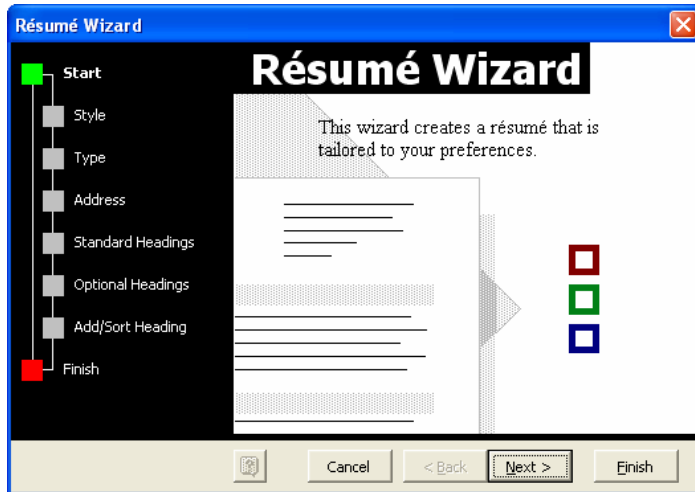 Résumé Wizard
Résumé Wizard
Start
Style
Type
Address
Standard Headings
Optional Headings
Add/Sort Heading
Finish
This wizard creates a résumé that is
tailored to your preferences.
Cancel
< Back
Next >
Finish